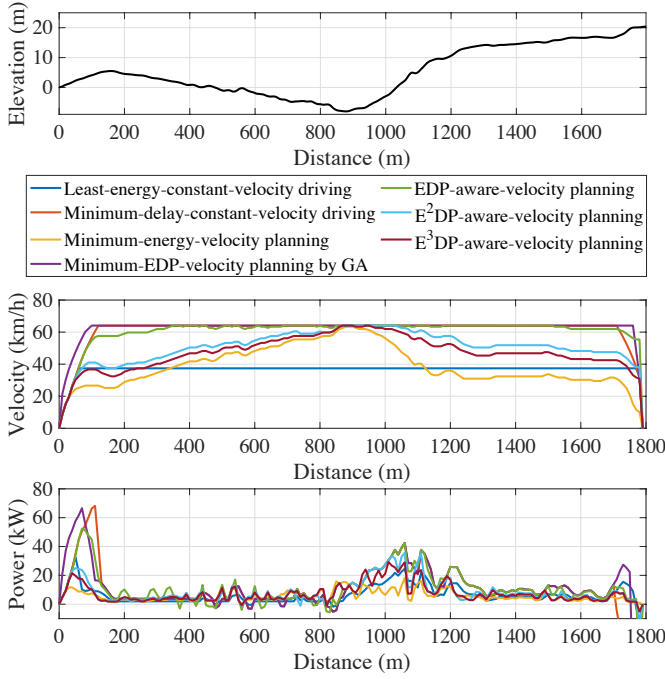 Elevation (m)
20
0
0 200 400 600 800 1000 1200 1400 1600
Distance (m)
Least-energy-constant-velocity driving
Minimum-delay-constant-velocity driving
Minimum-energy-velocity planning
Minimum-EDP-velocity planning by GA
EDP-aware-velocity planning
E²DP-aware-velocity planning
E³DP-aware-velocity planning
Velocity (km/h)
80
60
40
20
0
0 200 400 600 800 1000 1200 1400 1600 1800
Distance (m)
Power (kW)
80
60
40
20
0
0 200 400 600 800 1000 1200 1400 1600 1800
Distance (m)